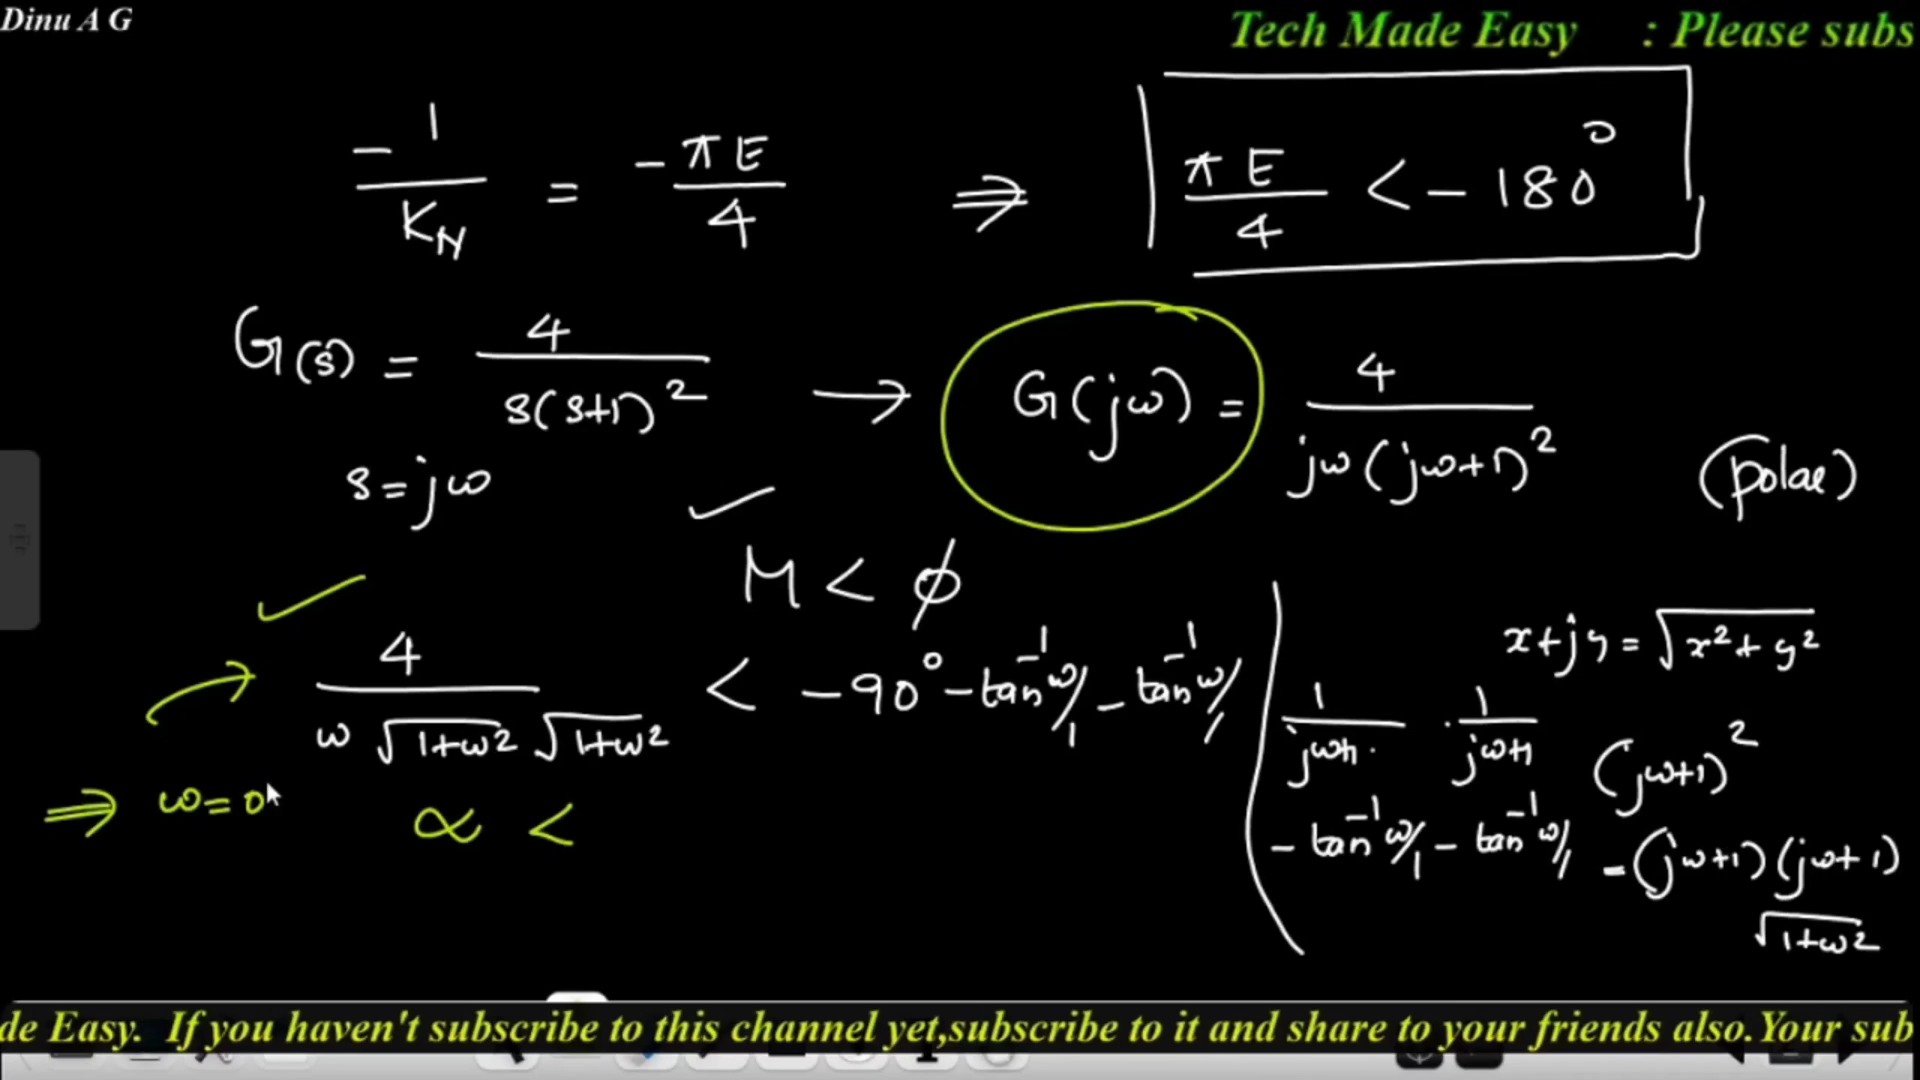 Dinu A G
Tech Made Easy : Please subs
-1/K_N = -πE/4 ⇒ | πE/4 < -180°
G(s) = 4/s(s+1)² → G(jω) = 4/jω(jω+1)² (polar)
s=jω
M < φ
4/ω√1+ω² √1+ω² < -90° -tan⁻¹ω/1 - tan⁻¹ω/1
x+jy = √x²+y²
1/jω+1 · 1/jω+1 (jω+1)²
⇒ ω=0 ∝ <
-tan⁻¹ω/1 - tan⁻¹ω/1 = (jω+1)(jω+1)
√1+ω²
de Easy. If you haven't subscribe to this channel yet,subscribe to it and share to your friends also.Your sub